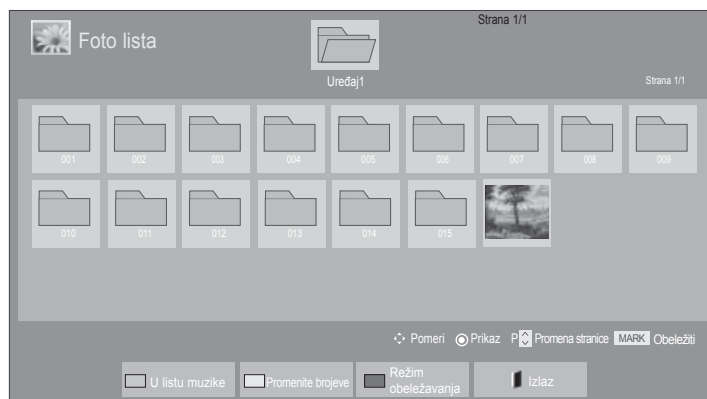 Strana 1/1
Foto lista
Uređaj1
Strana 1/1
001 002 003 004 005 006 007 008 009
010 011 012 013 014 015
Pomeri Prikaz P Promena stranice MARK Obeležiti
U listu muzike Promenite brojeve Režim obeležavanja Izlaz